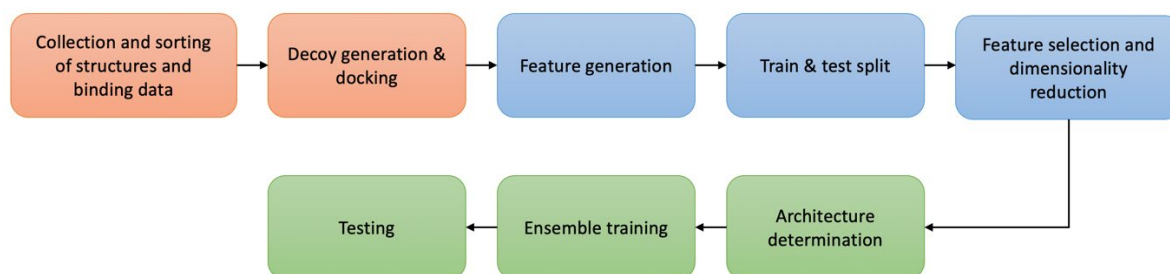 Collection and sorting
of structures and
binding data
Decoy generation &
docking
Feature generation
Train & test split
Feature selection and
dimensionality
reduction
Architecture
determination
Ensemble training
Testing